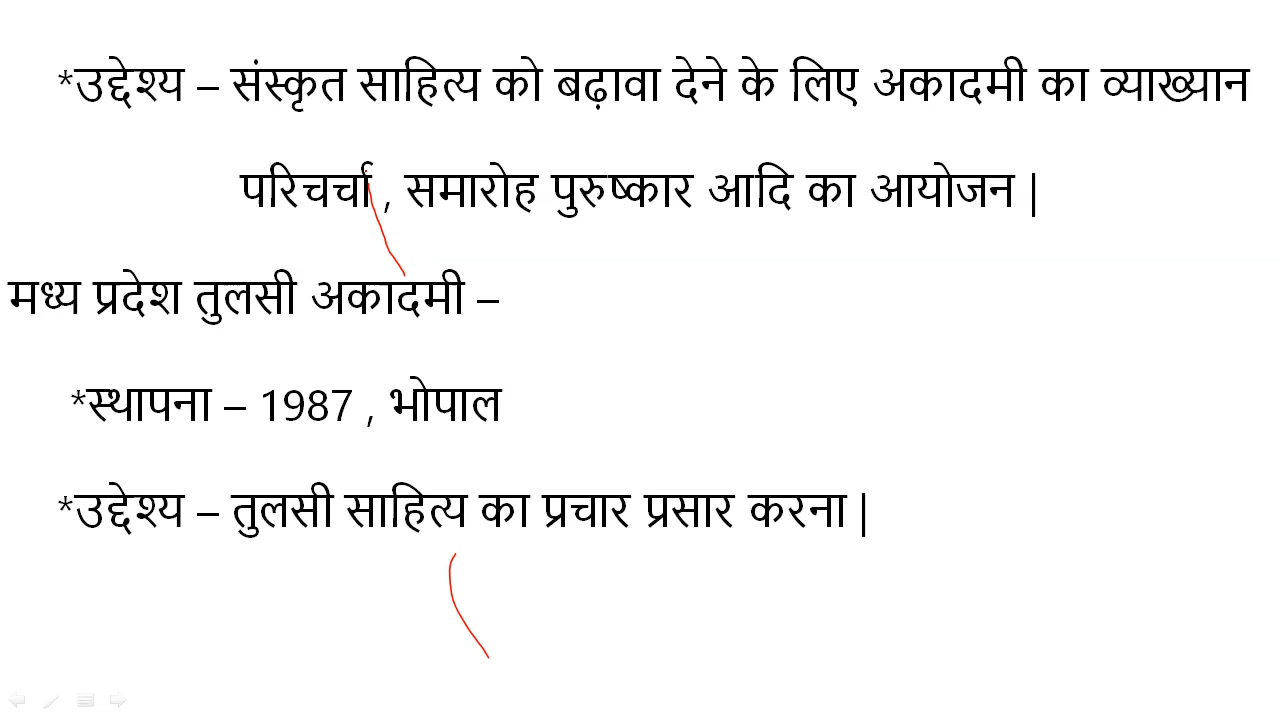 *उद्देश्य – संस्कृत साहित्य को बढ़ावा देने के लिए अकादमी का व्याख्यान
परिचर्चा , समारोह पुरुष्कार आदि का आयोजन |
मध्य प्रदेश तुलसी अकादमी –
*स्थापना – 1987 , भोपाल
*उद्देश्य – तुलसी साहित्य का प्रचार प्रसार करना |